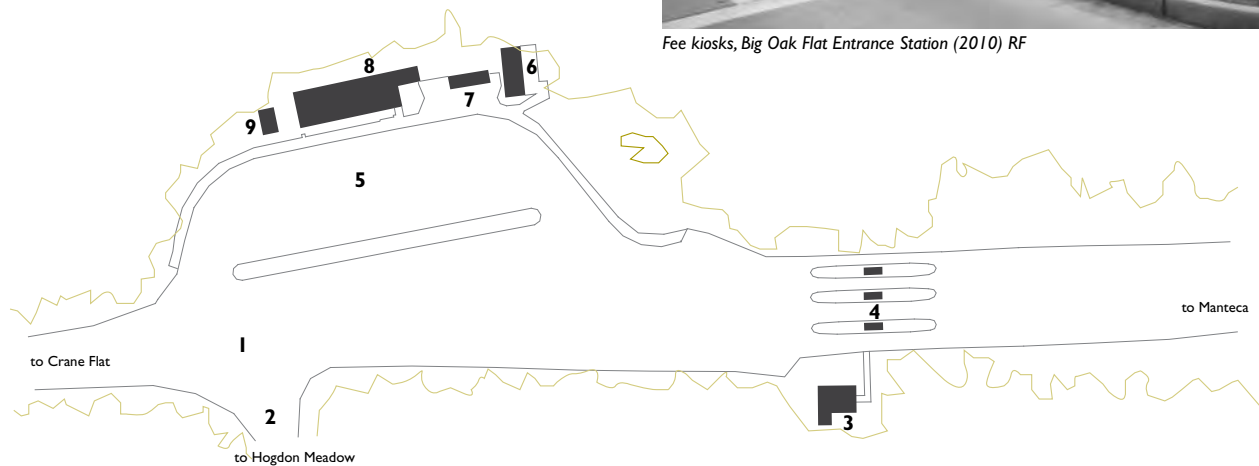 Fee kiosks, Big Oak Flat Entrance Station (2010) RF
8
6
7
9
5
4
to Manteca
1
to Crane Flat
2
3
to Hogdon Meadow